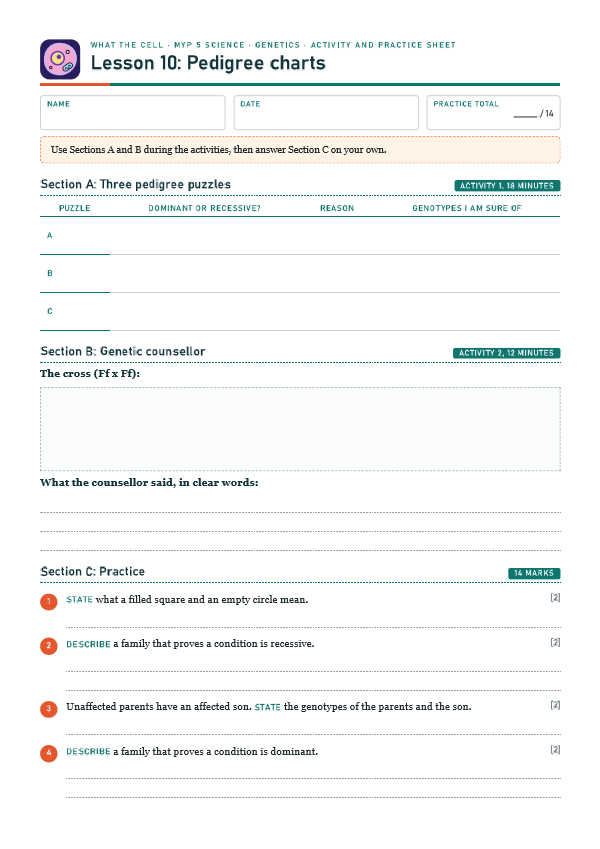 WHAT THE CELL · MYP 5 SCIENCE · GENETICS · ACTIVITY AND PRACTICE SHEET
Lesson 10: Pedigree charts
NAME
DATE
PRACTICE TOTAL
_____ / 14
Use Sections A and B during the activities, then answer Section C on your own.
Section A: Three pedigree puzzles
ACTIVITY 1, 18 MINUTES
PUZZLE DOMINANT OR RECESSIVE? REASON GENOTYPES I AM SURE OF
A
B
C
Section B: Genetic counsellor
ACTIVITY 2, 12 MINUTES
The cross (Ff x Ff):
What the counsellor said, in clear words:
Section C: Practice
14 MARKS
1 STATE what a filled square and an empty circle mean. [2]
2 DESCRIBE a family that proves a condition is recessive. [2]
3 Unaffected parents have an affected son. STATE the genotypes of the parents and the son. [2]
4 DESCRIBE a family that proves a condition is dominant. [2]